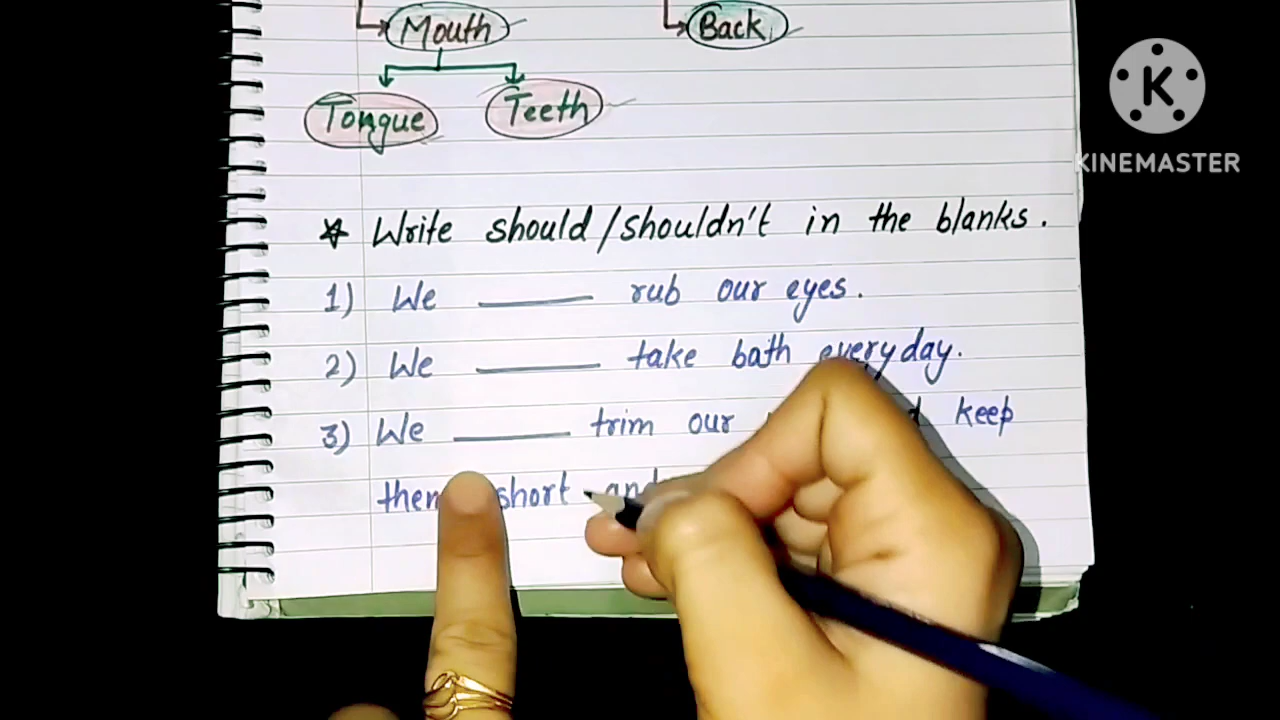 Mouth Back
Tongue Teeth
K
KINEMASTER
* Write should/shouldn't in the blanks.
1) We ______ rub our eyes.
2) We ______ take bath everyday.
3) We ______ trim our keep
short and